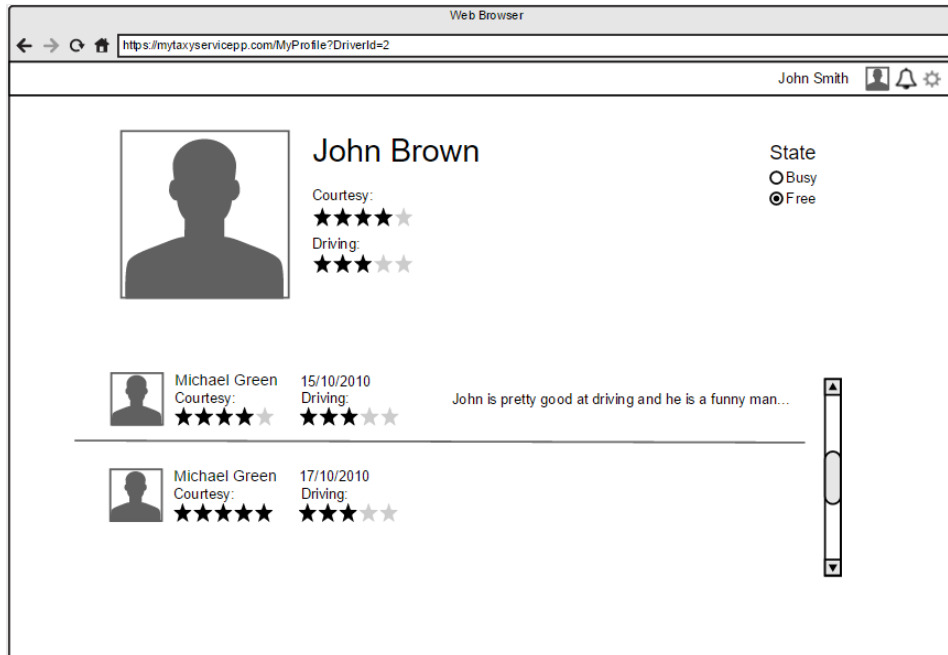 Web Browser
https://mytaxyservicepp.com/MyProfile?DriverId=2
John Smith
John Brown
Courtesy:
Driving:
State
Busy
Free
Michael Green 15/10/2010
Courtesy: Driving:
John is pretty good at driving and he is a funny man...
Michael Green 17/10/2010
Courtesy: Driving: